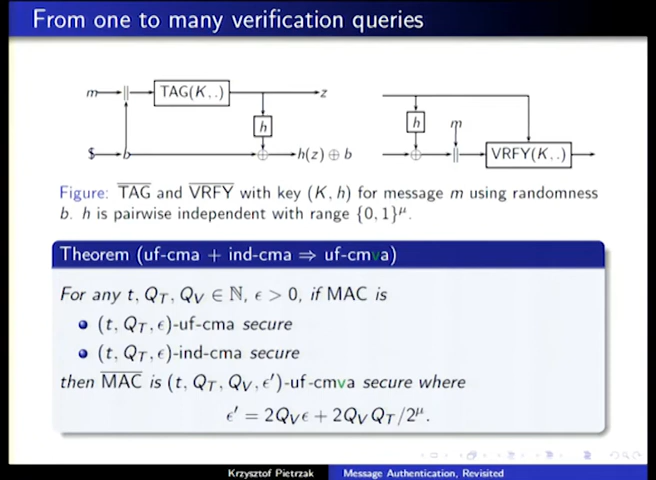 From one to many verification queries
m || TAG(K,.) z
h
$ b ⊕ h(z) ⊕ b
h m
⊕ || VRFY(K,.)
Figure: T̅A̅G̅ and V̅R̅F̅Y̅ with key (K, h) for message m using randomness
b. h is pairwise independent with range {0, 1}^μ.
Theorem (uf-cma + ind-cma ⇒ uf-cmva)
For any t, Q_T, Q_V ∈ ℕ, ϵ > 0, if MAC is
(t, Q_T, ϵ)-uf-cma secure
(t, Q_T, ϵ)-ind-cma secure
then M̅A̅C̅ is (t, Q_T, Q_V, ϵ′)-uf-cmva secure where
ϵ′ = 2Q_Vϵ + 2Q_VQ_T/2^μ.
Krzysztof Pietrzak Message Authentication, Revisited